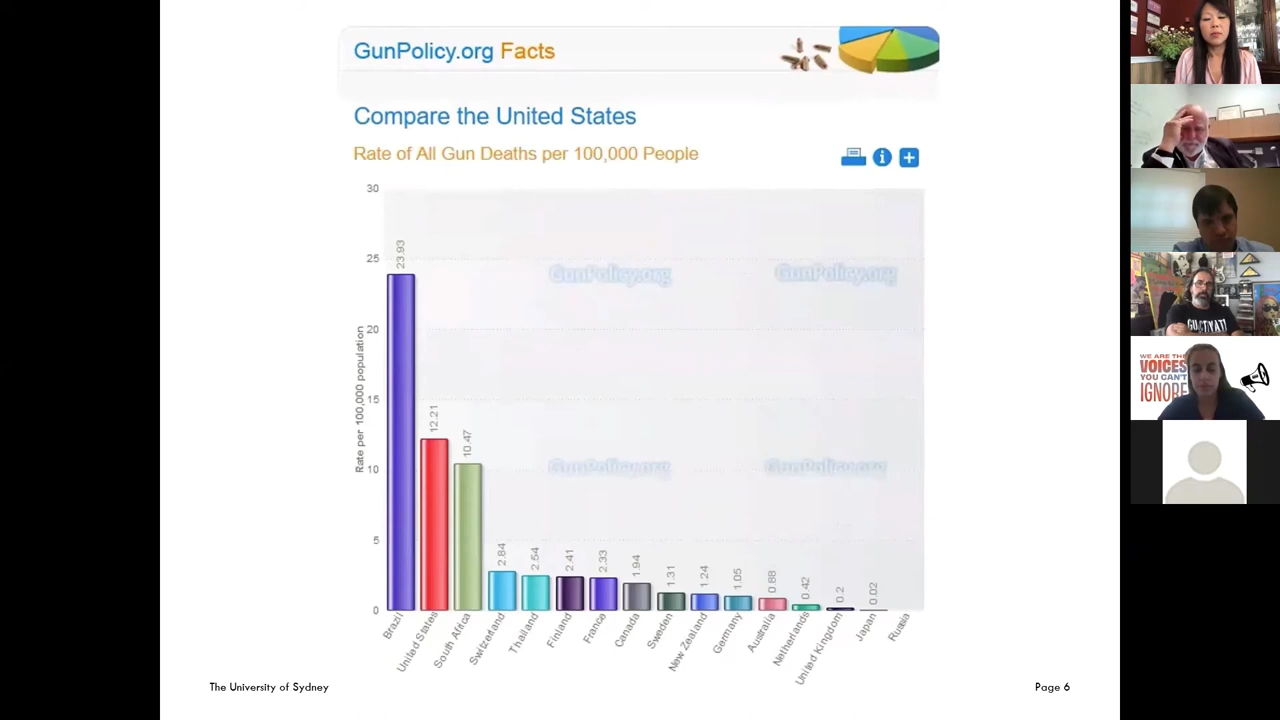 GunPolicy.org Facts
Compare the United States
Rate of All Gun Deaths per 100,000 People
Rate per 100,000 population
30
25
20
15
10
5
0
23.93
12.21
10.47
2.84
2.54
2.41
2.33
1.94
1.31
1.24
1.05
0.88
0.42
0.2
0.02
GunPolicy.org
GunPolicy.org
GunPolicy.org
GunPolicy.org
Brazil
United States
South Africa
Switzerland
Thailand
Finland
France
Canada
Sweden
New Zealand
Germany
Australia
Netherlands
United Kingdom
Japan
Russia
The University of Sydney
Page 6
WE ARE THE
VOICES
YOU CAN'T
IGNORE